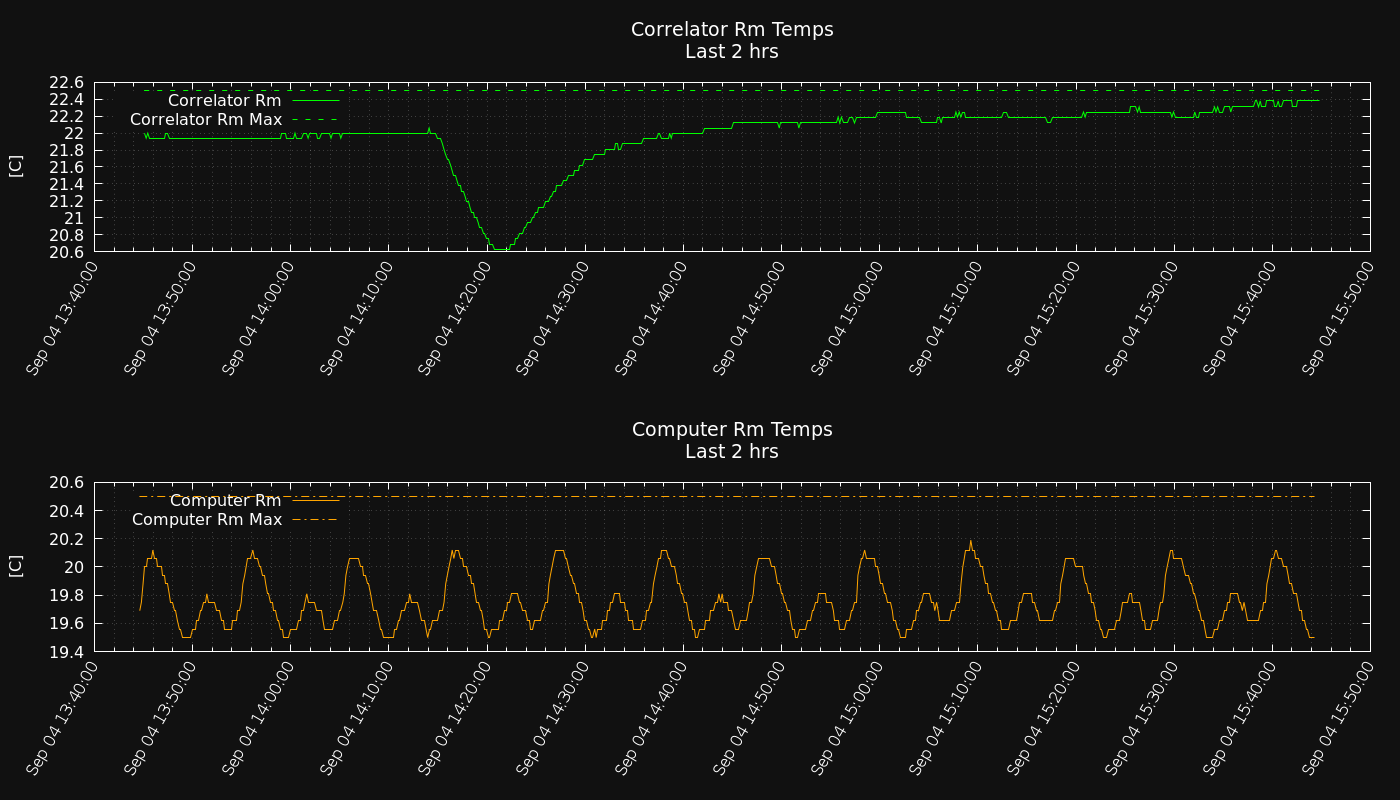 Correlator Rm Temps
Last 2 hrs
22.6
22.4
22.2
22
21.8
21.6
21.4
21.2
21
20.8
20.6
[C]
Correlator Rm
Correlator Rm Max
Sep 04 13:40:00
Sep 04 13:50:00
Sep 04 14:00:00
Sep 04 14:10:00
Sep 04 14:20:00
Sep 04 14:30:00
Sep 04 14:40:00
Sep 04 14:50:00
Sep 04 15:00:00
Sep 04 15:10:00
Sep 04 15:20:00
Sep 04 15:30:00
Sep 04 15:40:00
Sep 04 15:50:00
Computer Rm Temps
Last 2 hrs
20.6
20.4
20.2
20
19.8
19.6
19.4
[C]
Computer Rm
Computer Rm Max
Sep 04 13:40:00
Sep 04 13:50:00
Sep 04 14:00:00
Sep 04 14:10:00
Sep 04 14:20:00
Sep 04 14:30:00
Sep 04 14:40:00
Sep 04 14:50:00
Sep 04 15:00:00
Sep 04 15:10:00
Sep 04 15:20:00
Sep 04 15:30:00
Sep 04 15:40:00
Sep 04 15:50:00